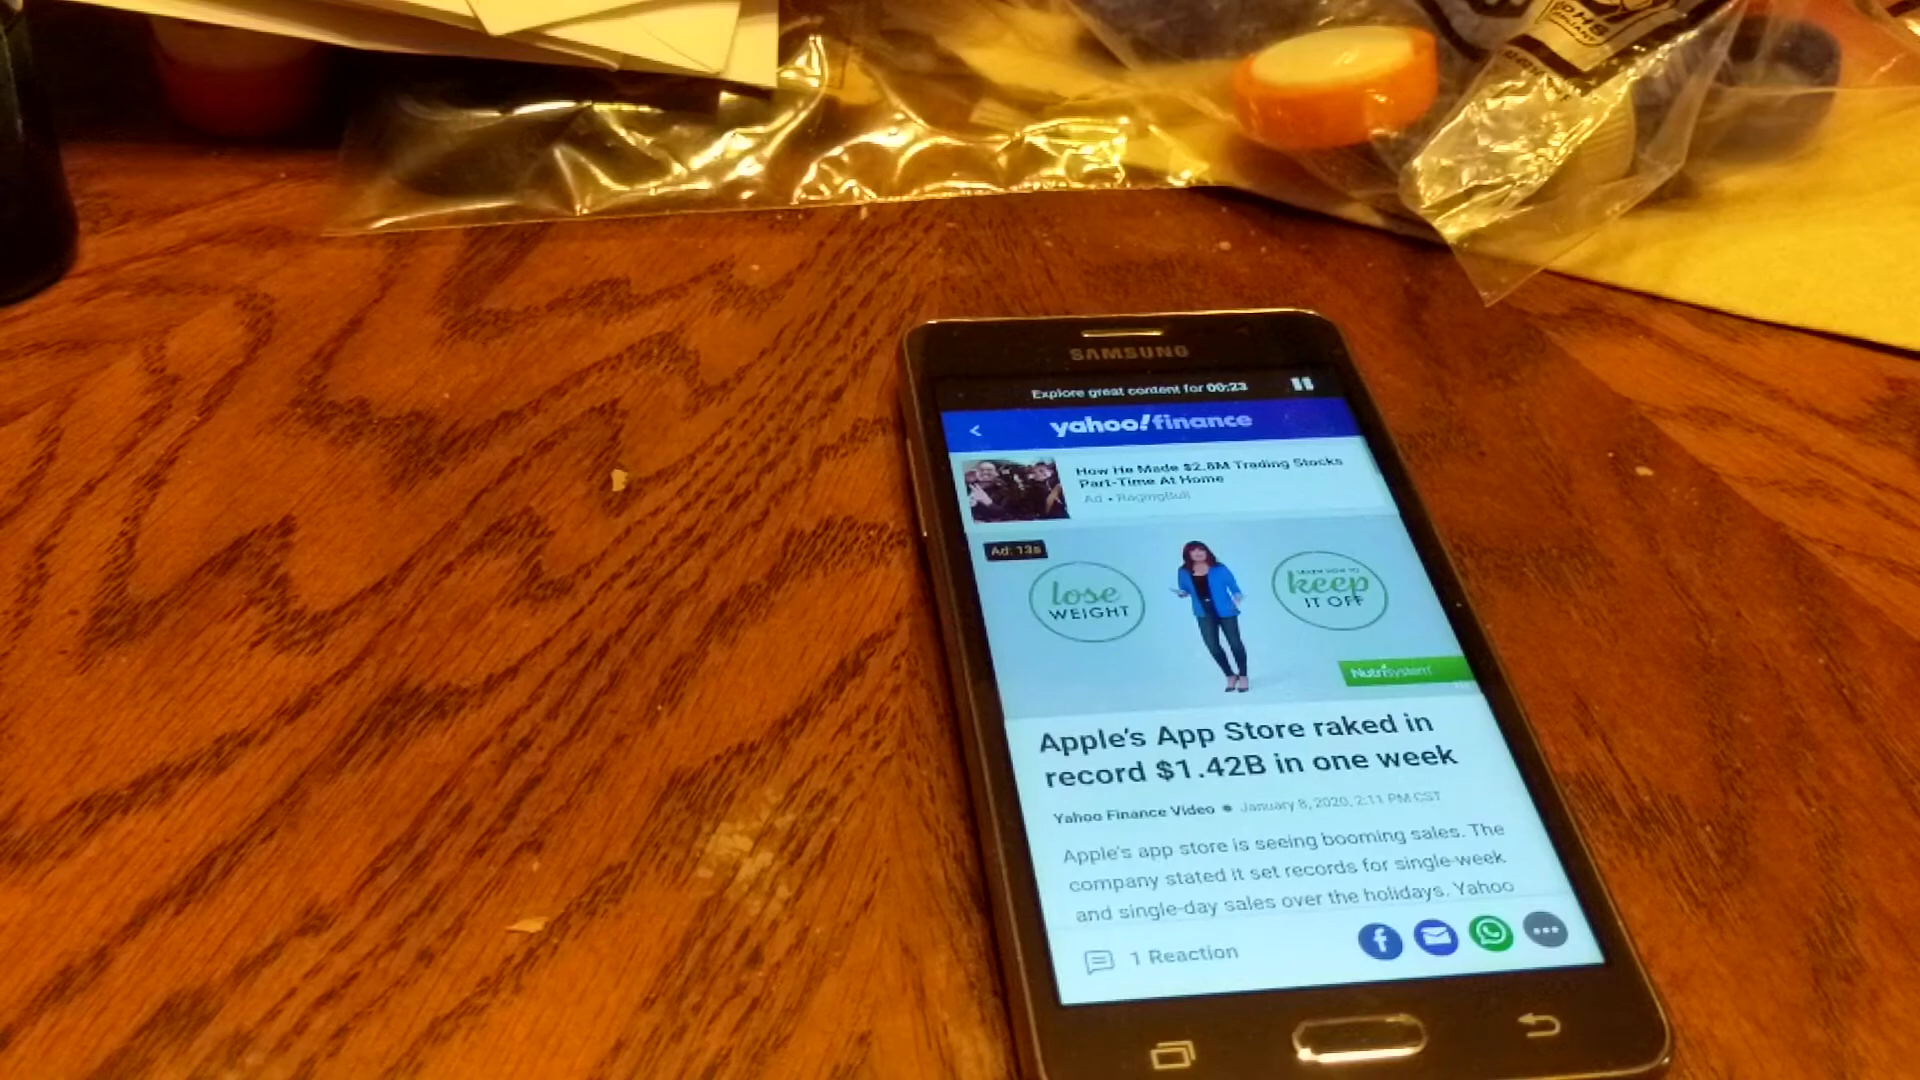 SAMSUNG
Explore great content for 00:23
yahoo!finance
How He Made $2.8M Trading Stocks
Part-Time At Home
Ad • RagingBull
Ad: 13s
lose
WEIGHT
LEARN HOW TO
keep
IT OFF
Nutrisystem
Apple's App Store raked in
record $1.42B in one week
Yahoo Finance Video • January 8, 2020, 2:11 PM CST
Apple's app store is seeing booming sales. The
company stated it set records for single-week
and single-day sales over the holidays. Yahoo
1 Reaction